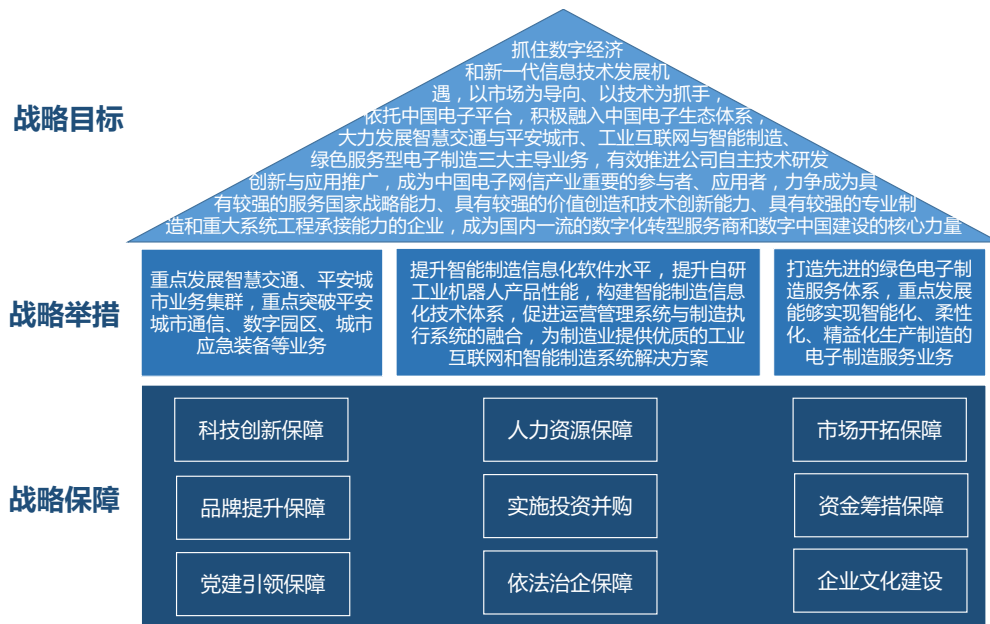 战略目标
抓住数字经济
和新一代信息技术发展机
遇，以市场为导向、以技术为抓手，
依托中国电子平台，积极融入中国电子生态体系，
大力发展智慧交通与平安城市、工业互联网与智能制造、
绿色服务型电子制造三大主导业务，有效推进公司自主技术研发
创新与应用推广，成为中国电子网信产业重要的参与者、应用者，力争成为具
有较强的服务国家战略能力、具有较强的价值创造和技术创新能力、具有较强的专业制
造和重大系统工程承接能力的企业，成为国内一流的数字化转型服务商和数字中国建设的核心力量
战略举措
重点发展智慧交通、平安城
市业务集群，重点突破平安
城市通信、数字园区、城市
应急装备等业务
提升智能制造信息化软件水平，提升自研
工业机器人产品性能，构建智能制造信息
化技术体系，促进运营管理系统与制造执
行系统的融合，为制造业提供优质的工业
互联网和智能制造系统解决方案
打造先进的绿色电子制
造服务体系，重点发展
能够实现智能化、柔性
化、精益化生产制造的
电子制造服务业务
战略保障
科技创新保障
人力资源保障
市场开拓保障
品牌提升保障
实施投资并购
资金筹措保障
党建引领保障
依法治企保障
企业文化建设